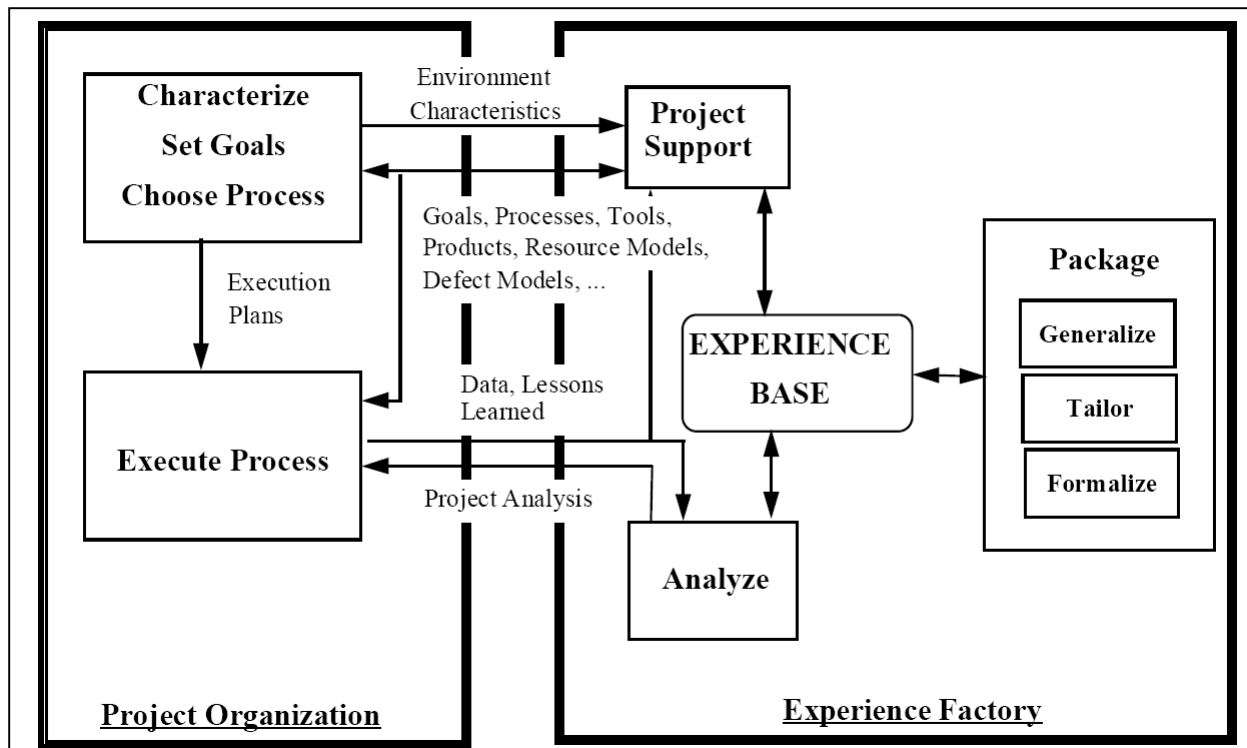 Characterize
Set Goals
Choose Process
Environment
Characteristics
Project
Support
Goals, Processes, Tools,
Products, Resource Models,
Defect Models, ...
Execution
Plans
Package
Generalize
Tailor
Formalize
EXPERIENCE
BASE
Data, Lessons
Learned
Execute Process
Project Analysis
Analyze
Project Organization
Experience Factory